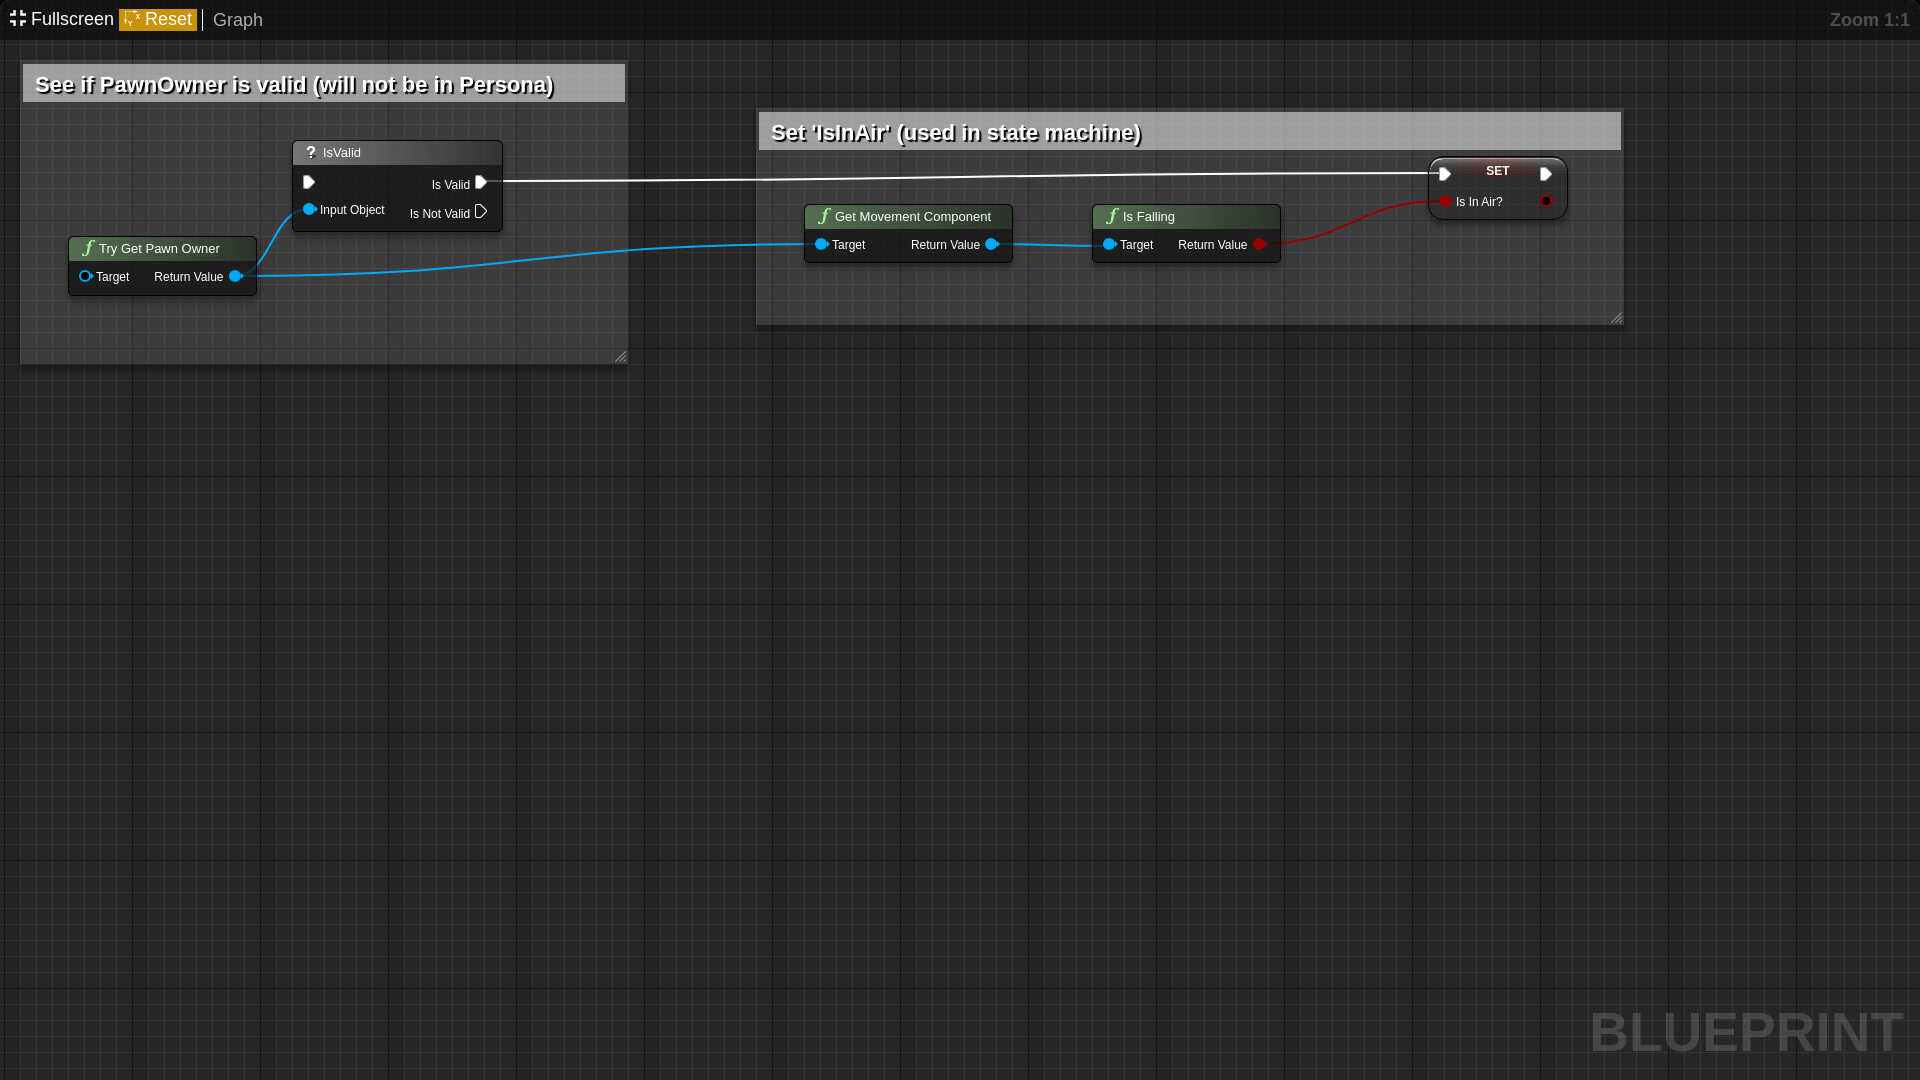 Fullscreen Reset Graph Zoom 1:1
See if PawnOwner is valid (will not be in Persona)
? IsValid
Is Valid
Input Object Is Not Valid
f Try Get Pawn Owner
Target Return Value
Set 'IsInAir' (used in state machine)
f Get Movement Component
Target Return Value
f Is Falling
Target Return Value
SET
Is In Air?
BLUEPRINT